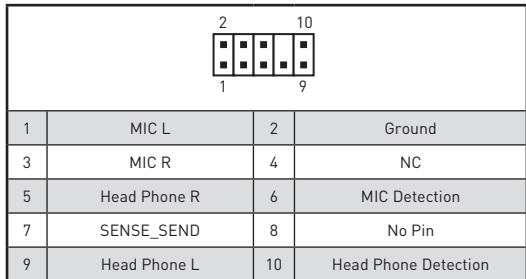 2 10
1 9
1 MIC L 2 Ground
3 MIC R 4 NC
5 Head Phone R 6 MIC Detection
7 SENSE_SEND 8 No Pin
9 Head Phone L 10 Head Phone Detection